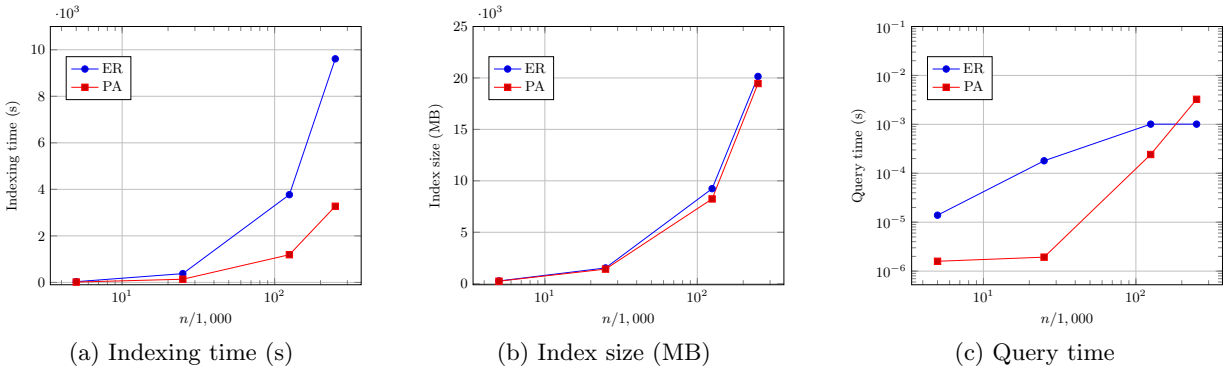 ·10³
Indexing time (s)
10
8
6
4
2
0
10¹
10²
n/1,000
ER
PA
(a) Indexing time (s)
·10³
Index size (MB)
25
20
15
10
5
0
10¹
10²
n/1,000
ER
PA
(b) Index size (MB)
Query time (s)
10⁻¹
10⁻²
10⁻³
10⁻⁴
10⁻⁵
10⁻⁶
10¹
10²
n/1,000
ER
PA
(c) Query time